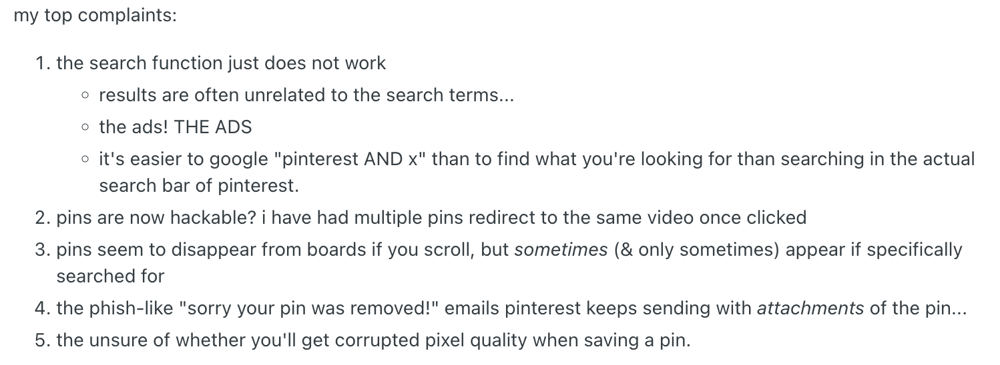 my top complaints:
1. the search function just does not work
○ results are often unrelated to the search terms...
○ the ads! THE ADS
○ it's easier to google "pinterest AND x" than to find what you're looking for than searching in the actual
search bar of pinterest.
2. pins are now hackable? i have had multiple pins redirect to the same video once clicked
3. pins seem to disappear from boards if you scroll, but sometimes (& only sometimes) appear if specifically
searched for
4. the phish-like "sorry your pin was removed!" emails pinterest keeps sending with attachments of the pin...
5. the unsure of whether you'll get corrupted pixel quality when saving a pin.